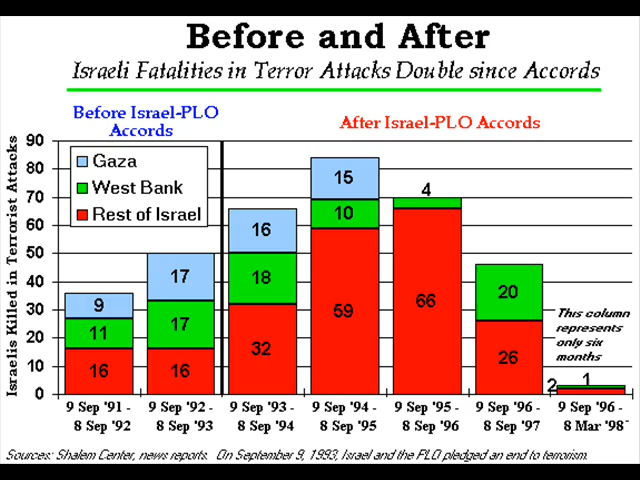 Before and After
Israeli Fatalities in Terror Attacks Double since Accords
Before Israel-PLO
Accords
After Israel-PLO Accords
Israelis Killed in Terrorist Attacks
90
80
70
60
50
40
30
20
10
0
Gaza
West Bank
Rest of Israel
9
11
16
17
17
16
16
18
32
15
10
59
4
66
20
26
This column
represents
only six
months
2
1
9 Sep '91 -
8 Sep '92
9 Sep '92 -
8 Sep '93
9 Sep '93 -
8 Sep '94
9 Sep '94 -
8 Sep '95
9 Sep '95 -
8 Sep '96
9 Sep '96 -
8 Sep '97
9 Sep '96 -
8 Mar '98
Sources: Shalem Center, news reports. On September 9, 1993, Israel and the PLO pledged an end to terrorism.